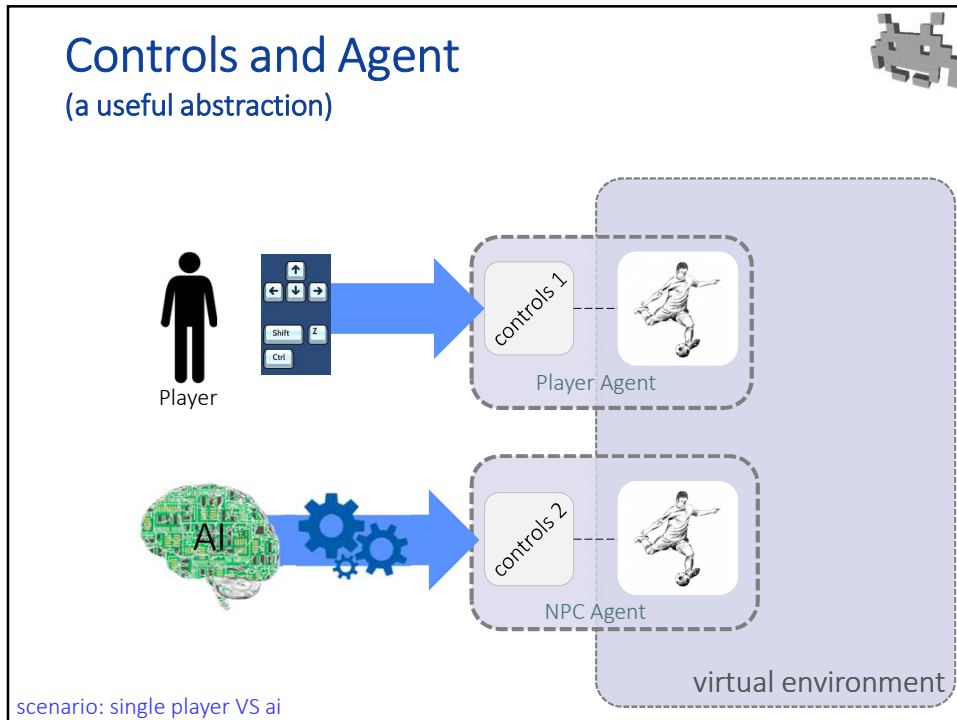 Controls and Agent
(a useful abstraction)
↑
← ↓ →
Shift Z
Ctrl
Player
controls 1
Player Agent
AI
controls 2
NPC Agent
virtual environment
scenario: single player VS ai